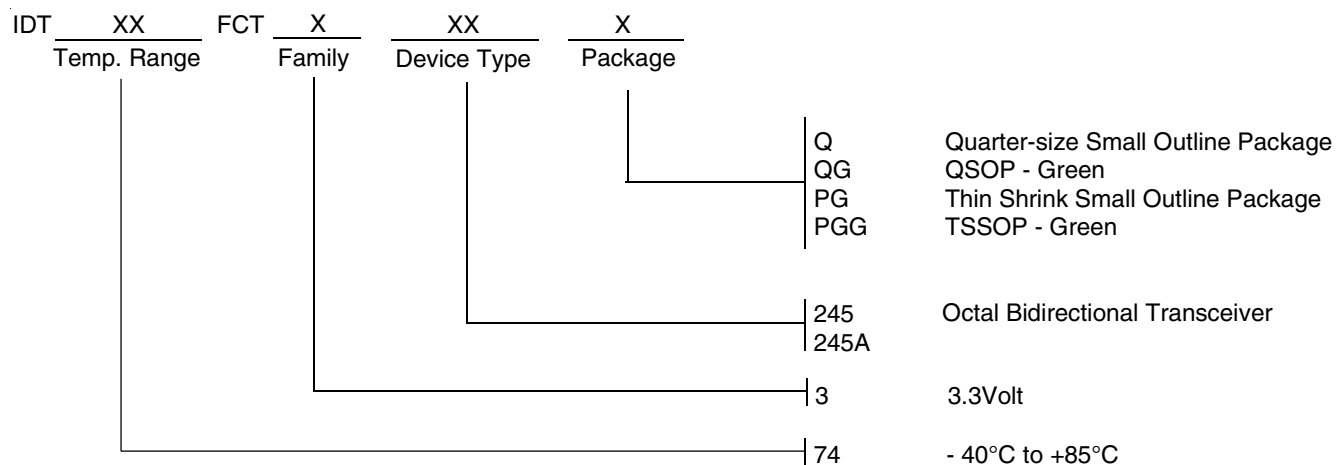 IDT XX FCT X XX X
Temp. Range Family Device Type Package
Q Quarter-size Small Outline Package
QG QSOP - Green
PG Thin Shrink Small Outline Package
PGG TSSOP - Green
245 Octal Bidirectional Transceiver
245A
3 3.3Volt
74 - 40°C to +85°C